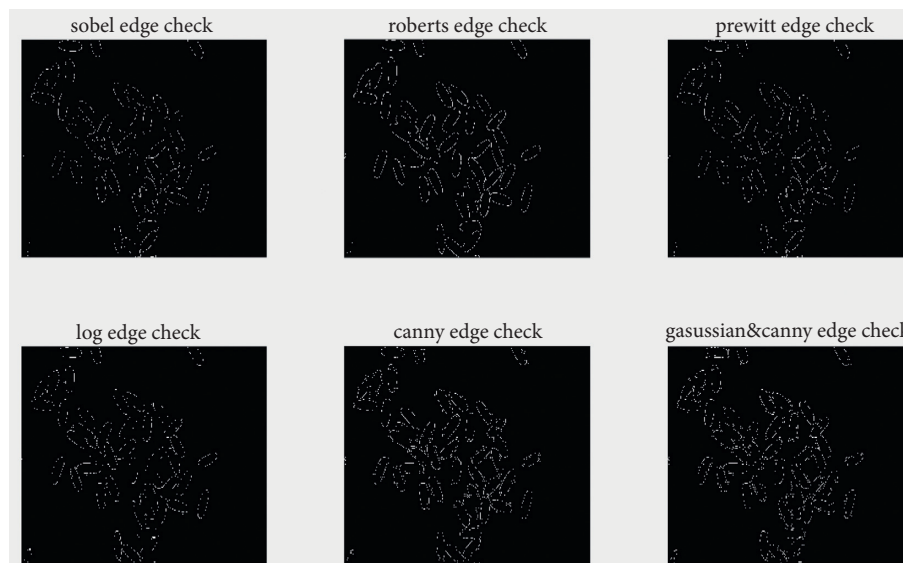 sobel edge check
roberts edge check
prewitt edge check
log edge check
canny edge check
gasussian&canny edge check